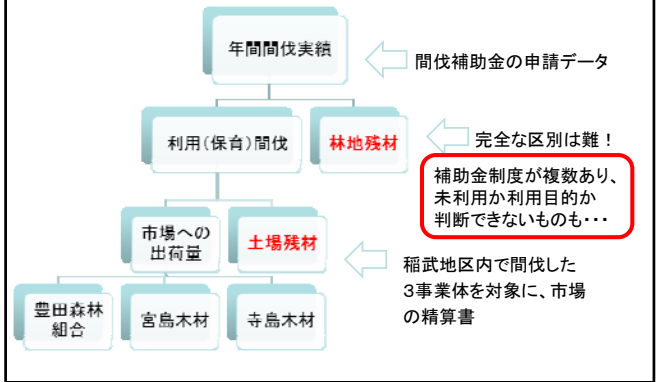 年間間伐実績
間伐補助金の申請データ
利用(保育)間伐
林地残材
完全な区別は難！
補助金制度が複数あり、
未利用か利用目的か
判断できないものも・・・
市場への
出荷量
土場残材
稲武地区内で間伐した
３事業体を対象に、市場
の精算書
豊田森林
組合
宮島木材
寺島木材